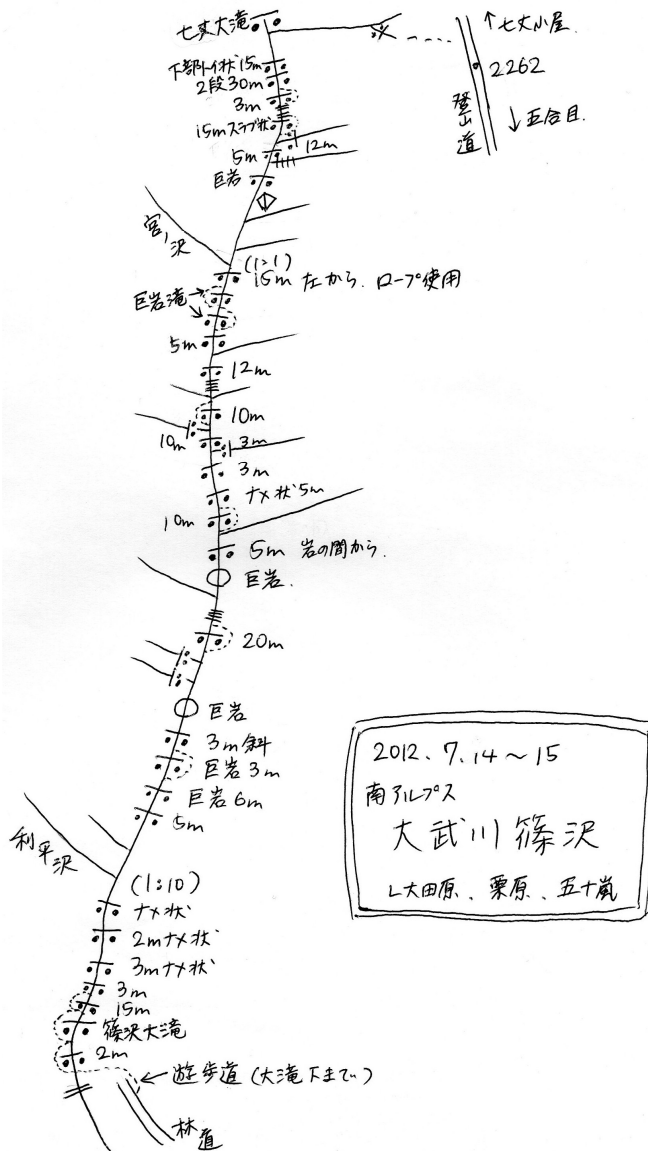 七丈大滝
↑七丈小屋
2262
登山道
↓五合目
下部トイ状15m
2段30m
3m
15mスラブ状
12m
5m
巨岩
宮ノ沢
(1:1)
15m 左から、ロープ使用
巨岩滝
5m
12m
10m
10m
3m
3m
ナメ状5m
10m
5m 岩の間から
巨岩
20m
巨岩
3m斜
巨岩3m
巨岩6m
5m
利平沢
(1:10)
ナメ状
2mナメ状
3mナメ状
3m
15m
篠沢大滝
2m
遊歩道(大滝下まで)
林道
2012.7.14〜15
南アルプス
大武川篠沢
L大田原、栗原、五十嵐